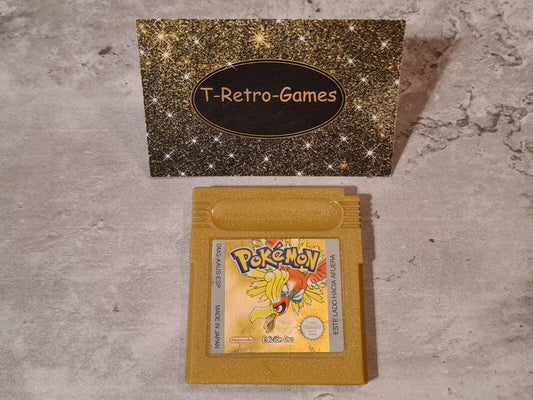 T-Retro-Games
POKéMON
DMG-AAUS-ESP
MADE IN JAPAN
ESTE LADO HACIA AFUERA
Nintendo
Edición Oro